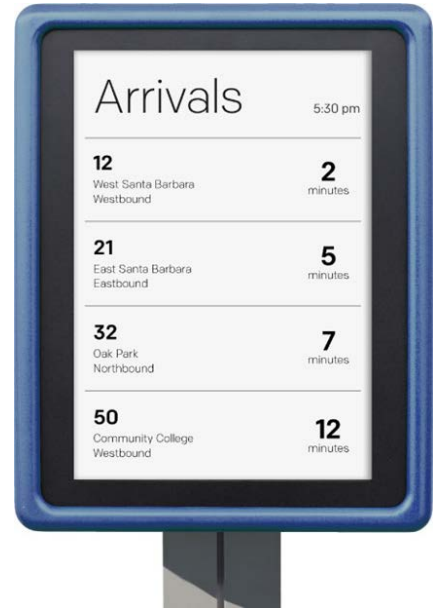 Arrivals
5:30 pm
12
West Santa Barbara
Westbound
2
minutes
21
East Santa Barbara
Eastbound
5
minutes
32
Oak Park
Northbound
7
minutes
50
Community College
Westbound
12
minutes